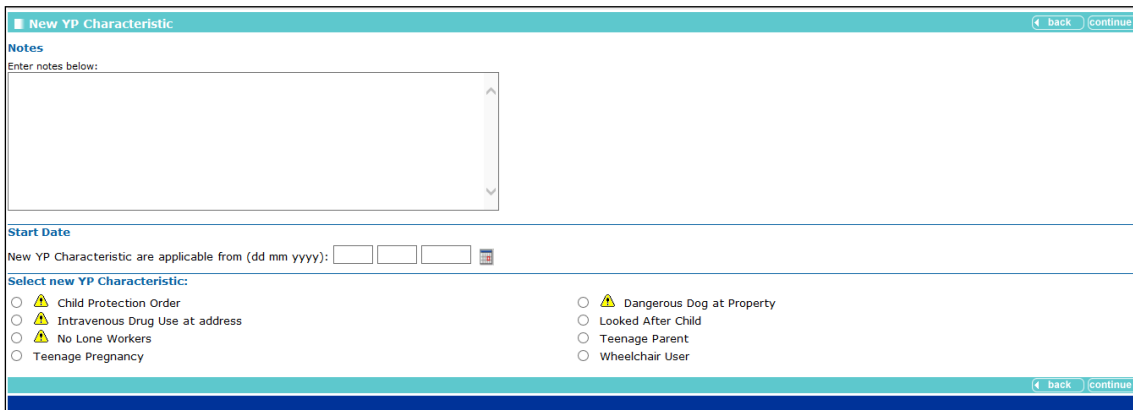 New YP Characteristic
back continue
Notes
Enter notes below:
Start Date
New YP Characteristic are applicable from (dd mm yyyy):
Select new YP Characteristic:
Child Protection Order
Dangerous Dog at Property
Intravenous Drug Use at address
Looked After Child
No Lone Workers
Teenage Parent
Teenage Pregnancy
Wheelchair User
back continue